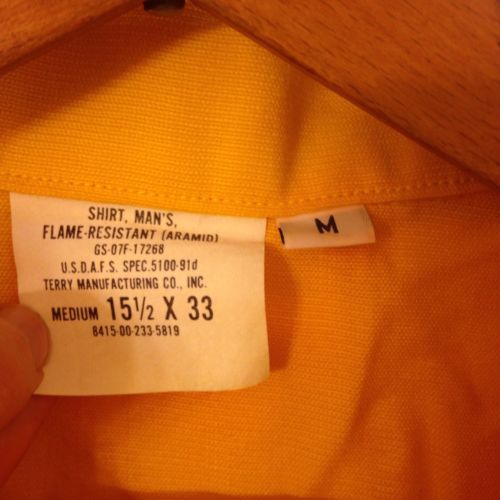 SHIRT, MAN'S,
FLAME-RESISTANT (ARAMID)
GS-07F-17268
U.S.D.A.F.S. SPEC.5100-91d
TERRY MANUFACTURING CO., INC.
MEDIUM 15½ X 33
8415-00-233-5819
M